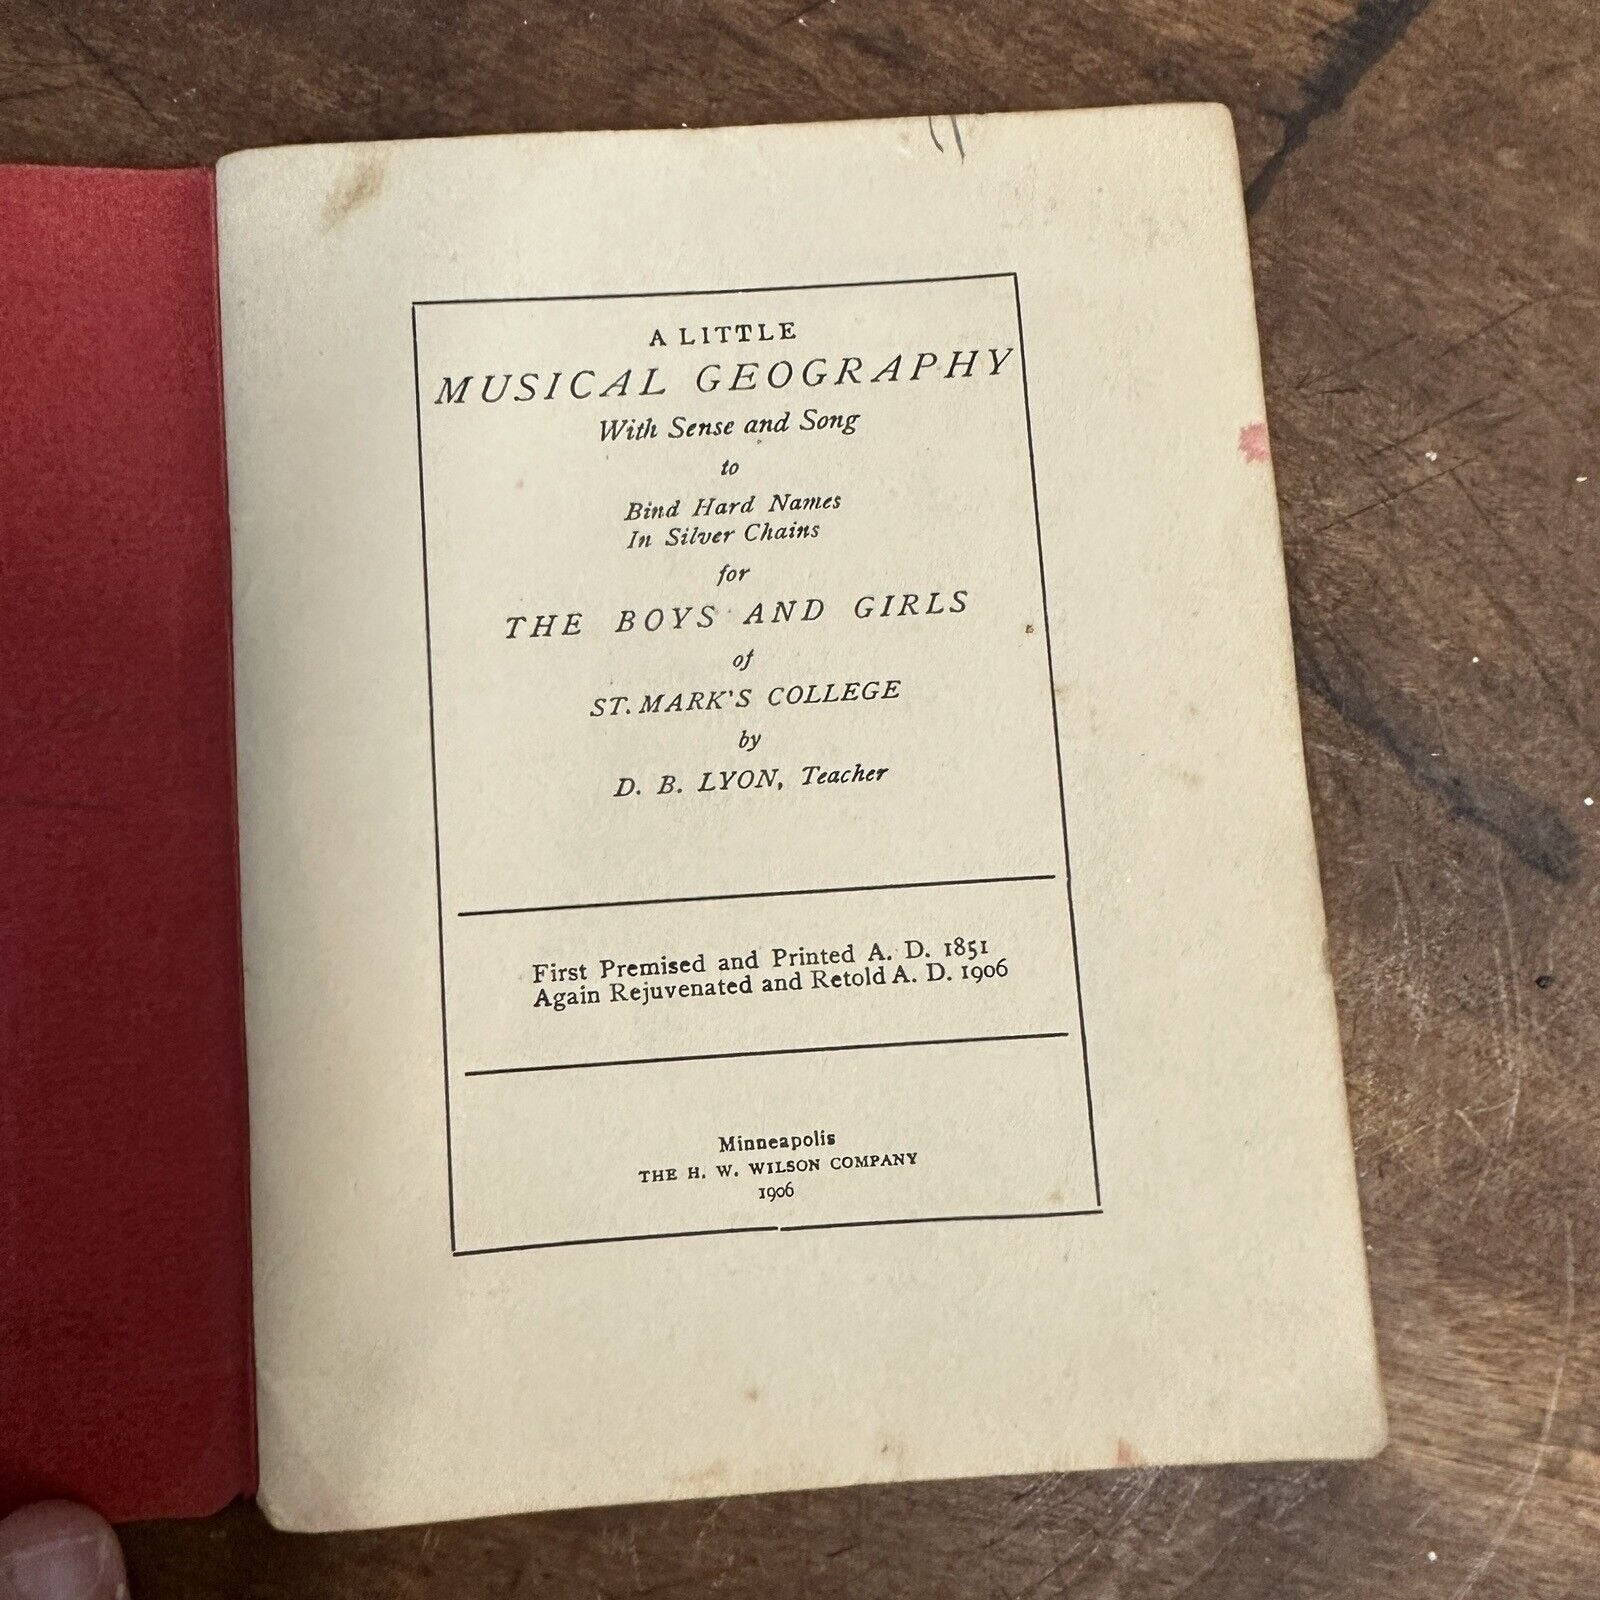 A LITTLE
MUSICAL GEOGRAPHY
With Sense and Song
to
Bind Hard Names
In Silver Chains
for
THE BOYS AND GIRLS
of
ST. MARK'S COLLEGE
by
D. B. LYON, Teacher
First Premised and Printed A. D. 1851
Again Rejuvenated and Retold A. D. 1906
Minneapolis
THE H. W. WILSON COMPANY
1906